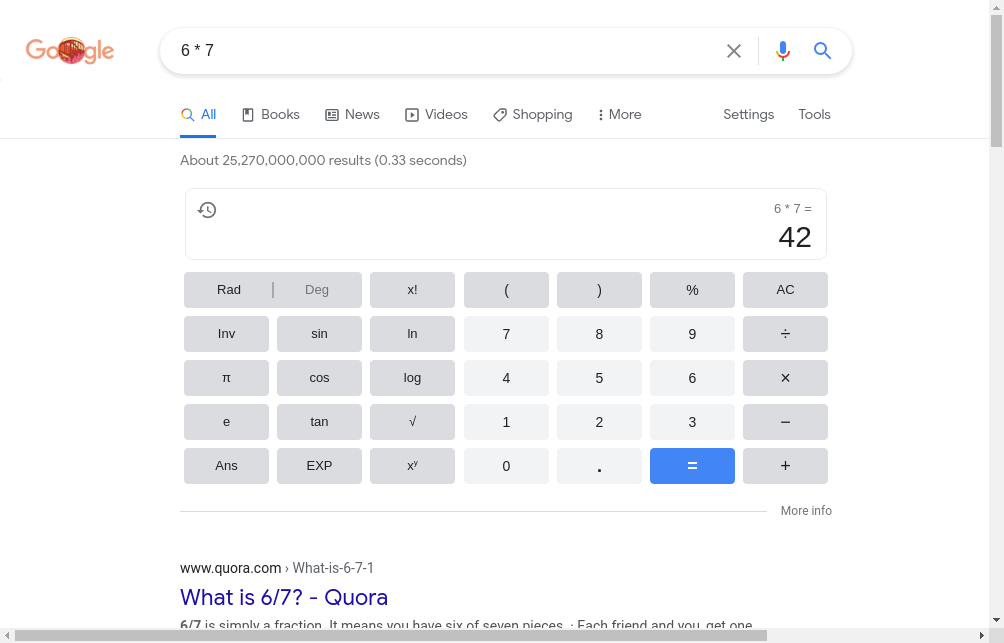 Google
6 * 7
All Books News Videos Shopping More Settings Tools
About 25,270,000,000 results (0.33 seconds)
6 * 7 =
42
Rad | Deg x! ( ) % AC
Inv sin ln 7 8 9 ÷
π cos log 4 5 6 ×
e tan √ 1 2 3 −
Ans EXP xʸ 0 . = +
More info
www.quora.com › What-is-6-7-1
What is 6/7? - Quora
6/7 is simply a fraction. It means you have six of seven pieces. : Each friend and you, get one